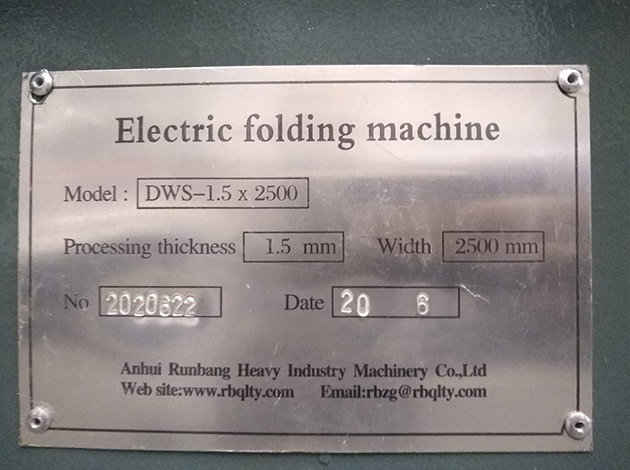 Electric folding machine
Model : DWS-1.5 x 2500
Processing thickness 1.5 mm Width 2500 mm
No 2020622 Date 20 6
Anhui Runbang Heavy Industry Machinery Co.,Ltd
Web site:www.rbqlty.com Email:rbzg@rbqlty.com